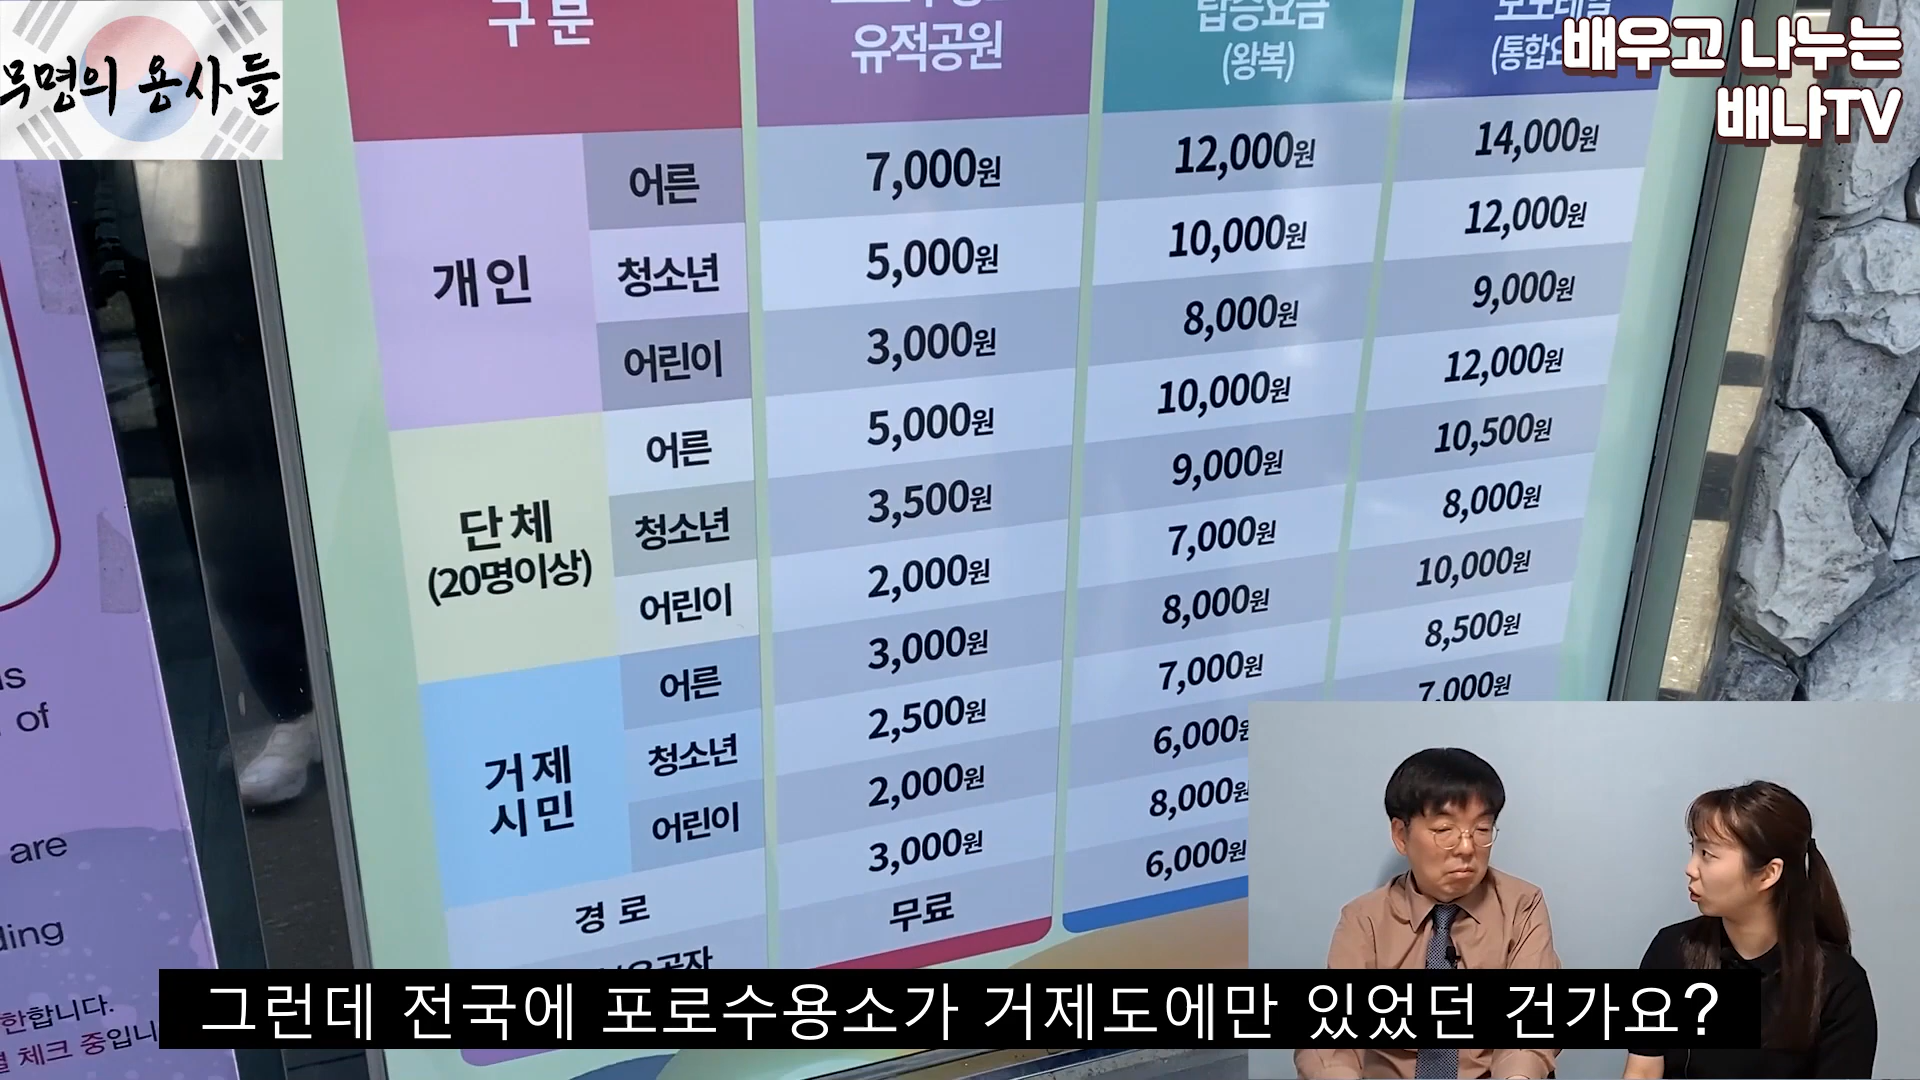 무명의 용사들
배우고 나누는
배나TV
구분
유적공원
탑승요금
(왕복)
개인
어른 7,000원 12,000원 14,000원
청소년 5,000원 10,000원 12,000원
어린이 3,000원 8,000원 9,000원
단체
(20명이상)
어른 5,000원 10,000원 12,000원
청소년 3,500원 9,000원 10,500원
어린이 2,000원 7,000원 8,000원
거제
시민
어른 3,000원 8,000원 10,000원
청소년 2,500원 7,000원 8,500원
어린이 2,000원 6,000원 7,000원
경로 3,000원 8,000원
무료 6,000원
of
are
한합니다.
체크 중입니
그런데 전국에 포로수용소가 거제도에만 있었던 건가요?